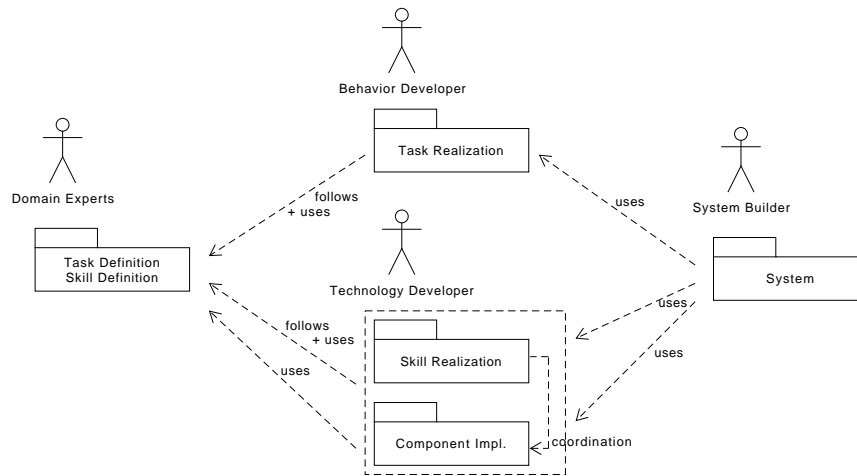 Behavior Developer
Task Realization
Domain Experts
follows
+ uses
uses
System Builder
Task Definition
Skill Definition
Technology Developer
System
follows
+ uses
uses
uses
uses
Skill Realization
Component Impl.
coordination